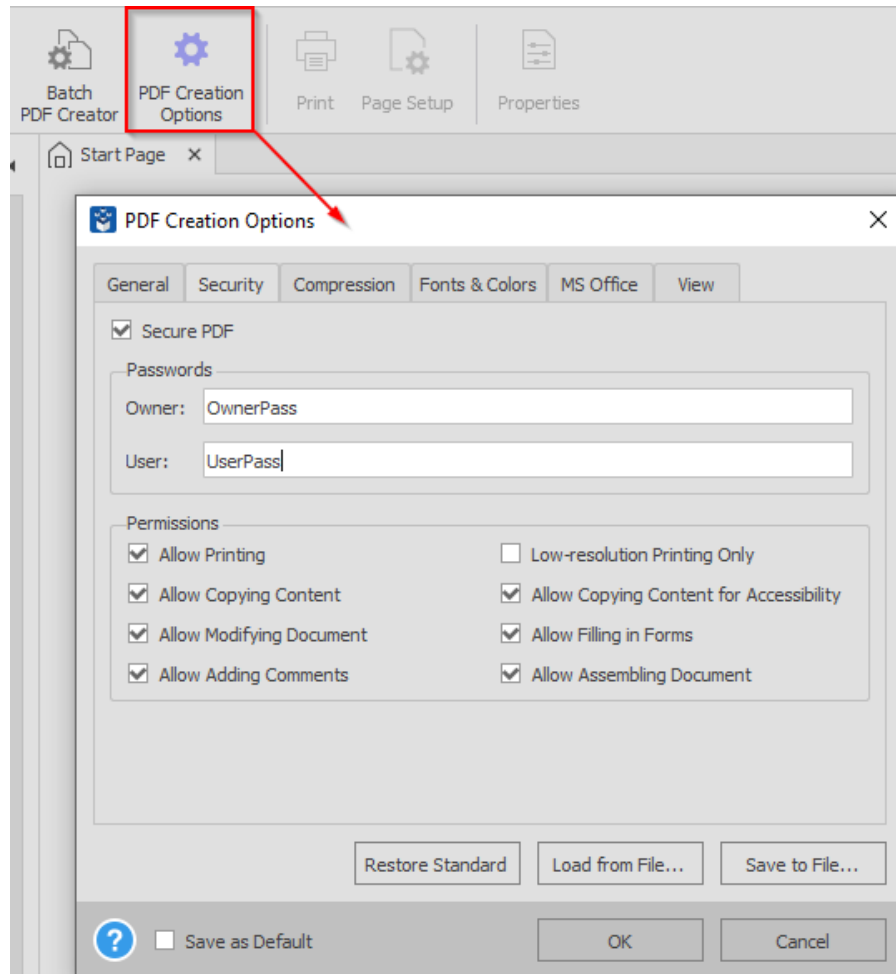 Batch
PDF Creator
PDF Creation
Options
Print
Page Setup
Properties
Start Page
PDF Creation Options
General
Security
Compression
Fonts & Colors
MS Office
View
Secure PDF
Passwords
Owner: OwnerPass
User: UserPass
Permissions
Allow Printing
Low-resolution Printing Only
Allow Copying Content
Allow Copying Content for Accessibility
Allow Modifying Document
Allow Filling in Forms
Allow Adding Comments
Allow Assembling Document
Restore Standard
Load from File...
Save to File...
?
Save as Default
OK
Cancel